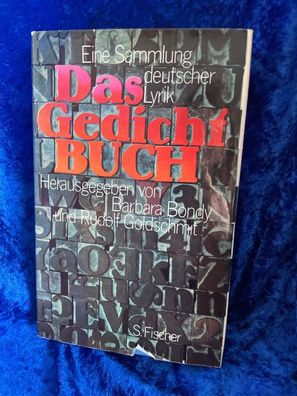 Eine Sammlung
deutscher
Lyrik
Das
Gedicht
BUCH
Herausgegeben von
Barbara Bondy
und Rudolf Goldschmit
S. Fischer